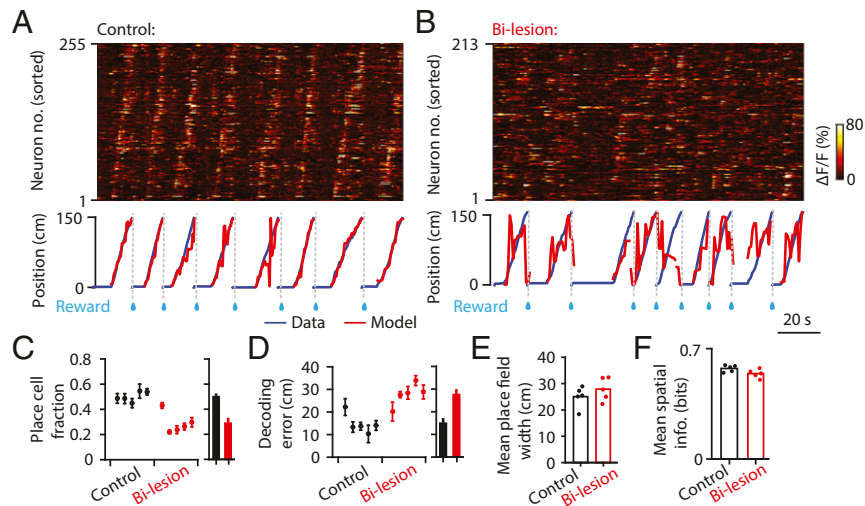 A
Control:
255
Neuron no. (sorted)
1
150
Position (cm)
0
Reward
Data
Model
B
Bi-lesion:
213
Neuron no. (sorted)
1
80
ΔF/F (%)
0
150
Position (cm)
0
Reward
20 s
C
0.8
0.6
0.4
0.2
0
Place cell
fraction
Control
Bi-lesion
D
40
30
20
10
0
Decoding
error (cm)
Control
Bi-lesion
E
40
30
20
10
0
Mean place field
width (cm)
Control
Bi-lesion
F
0.7
0
Mean spatial
info. (bits)
Control
Bi-lesion